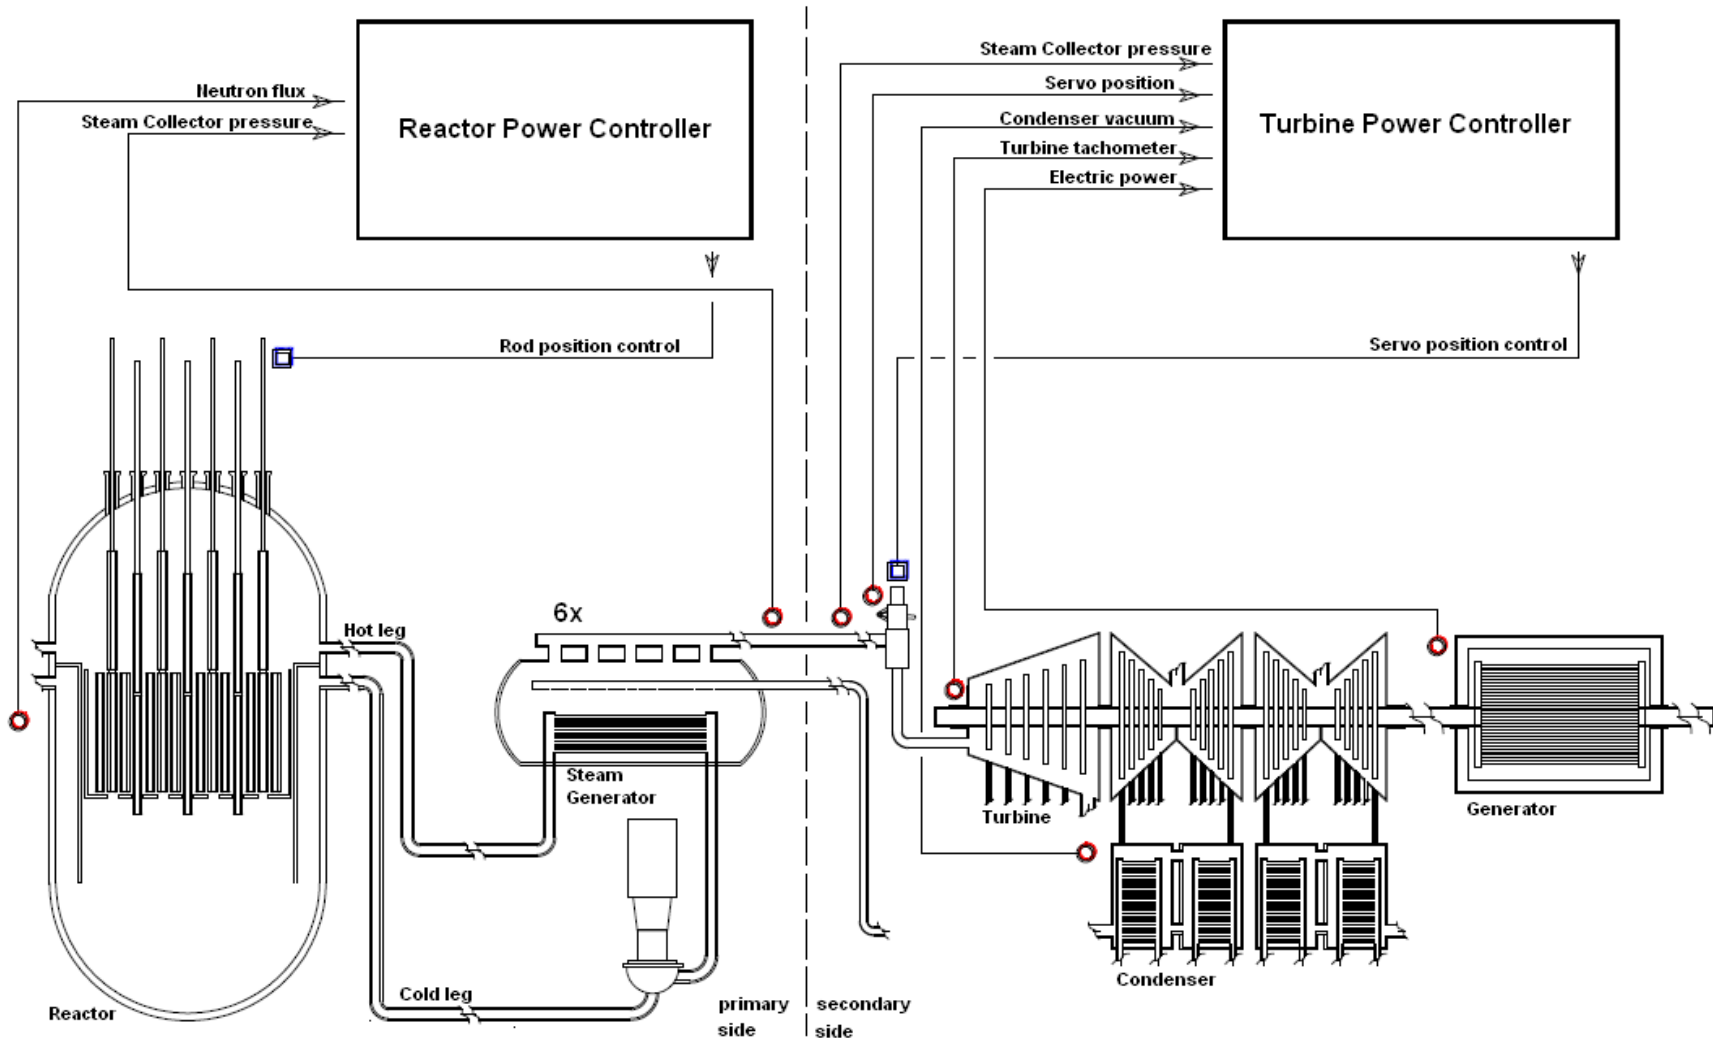 Steam Collector pressure
Servo position
Neutron flux
Steam Collector pressure
Reactor Power Controller
Condenser vacuum
Turbine Power Controller
Turbine tachometer
Electric power
Rod position control
Servo position control
6x
Hot leg
Steam
Generator
Turbine
Generator
Condenser
Cold leg
Reactor
primary
side
secondary
side